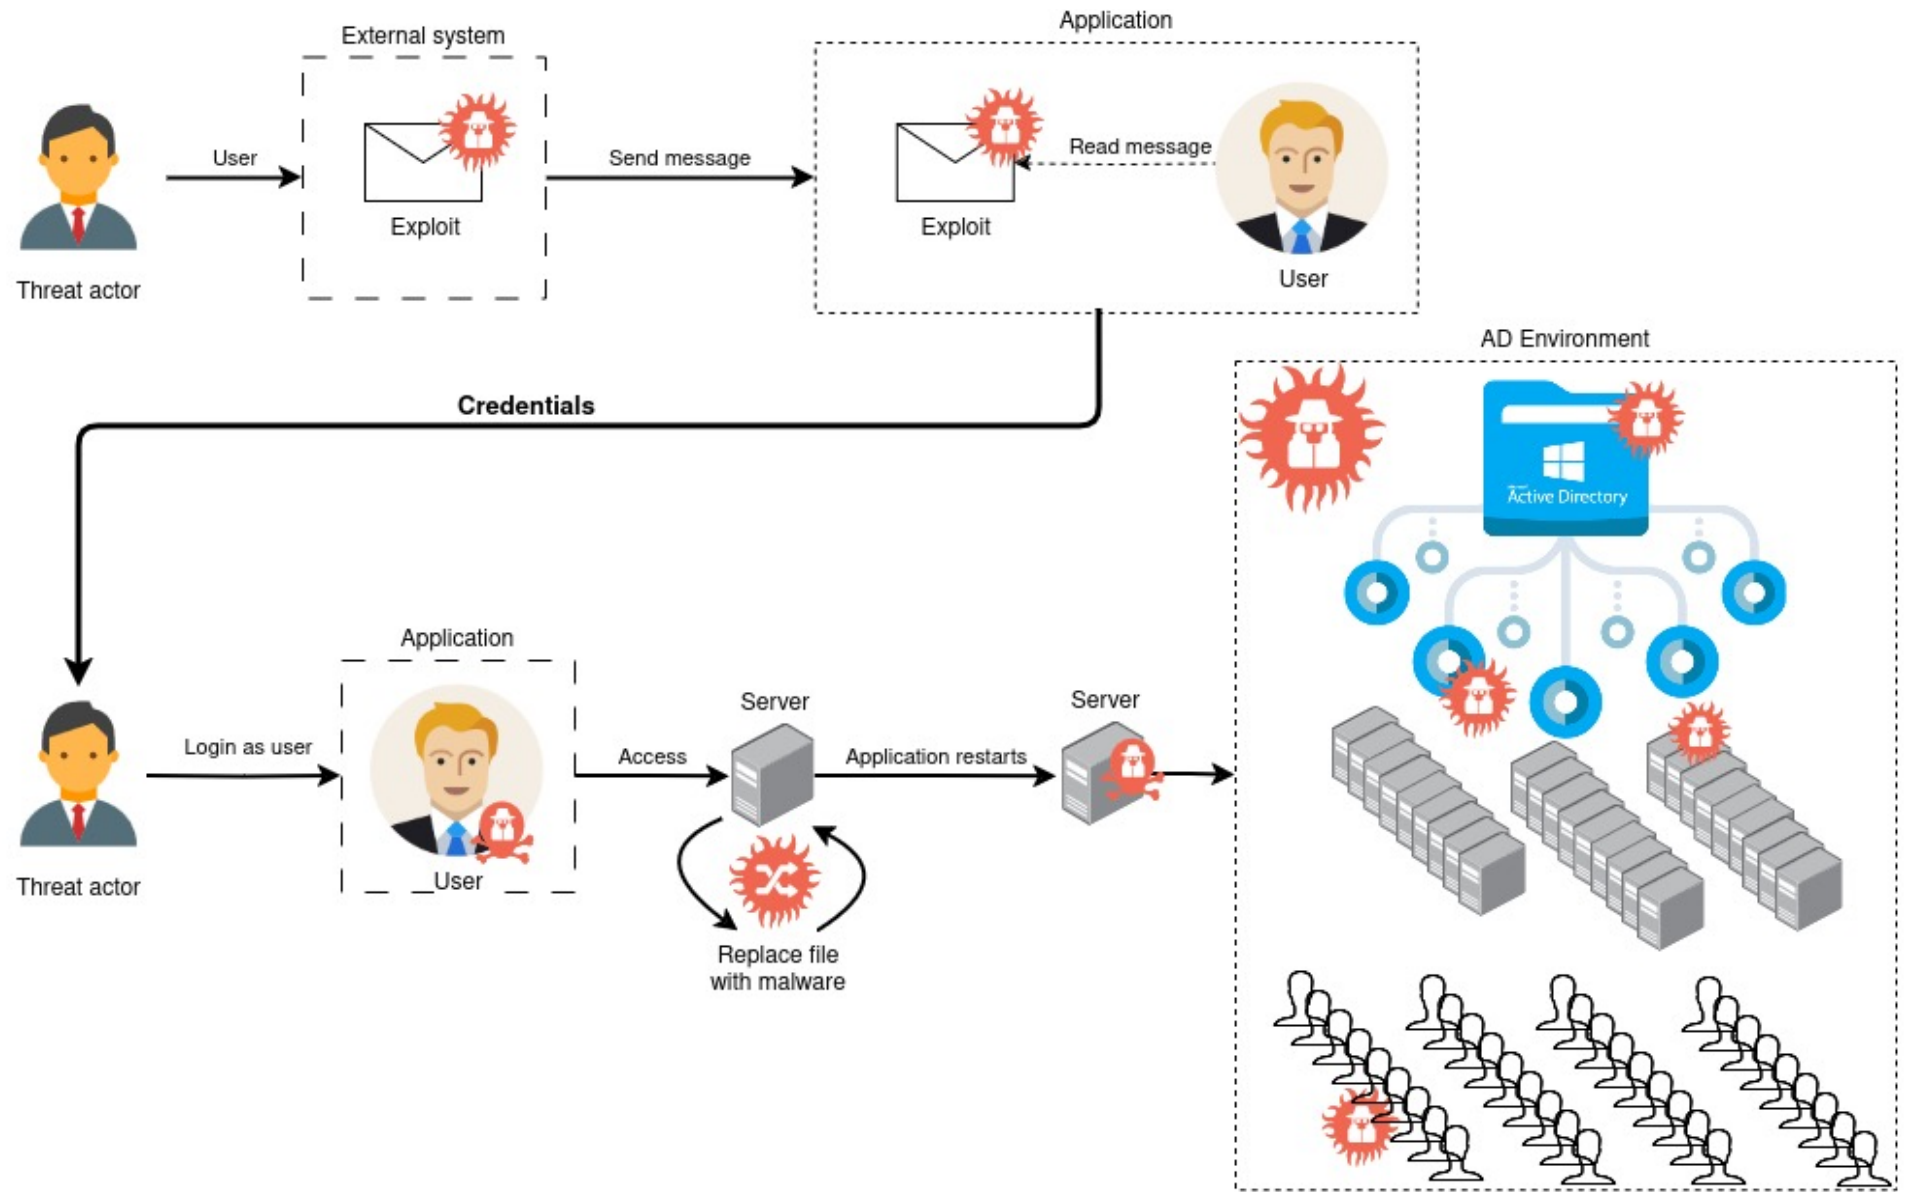 External system
Application
User
Send message
Read message
Exploit
Exploit
User
Threat actor
AD Environment
Credentials
Active Directory
Application
Server
Server
Login as user
Access
Application restarts
User
Threat actor
Replace file
with malware